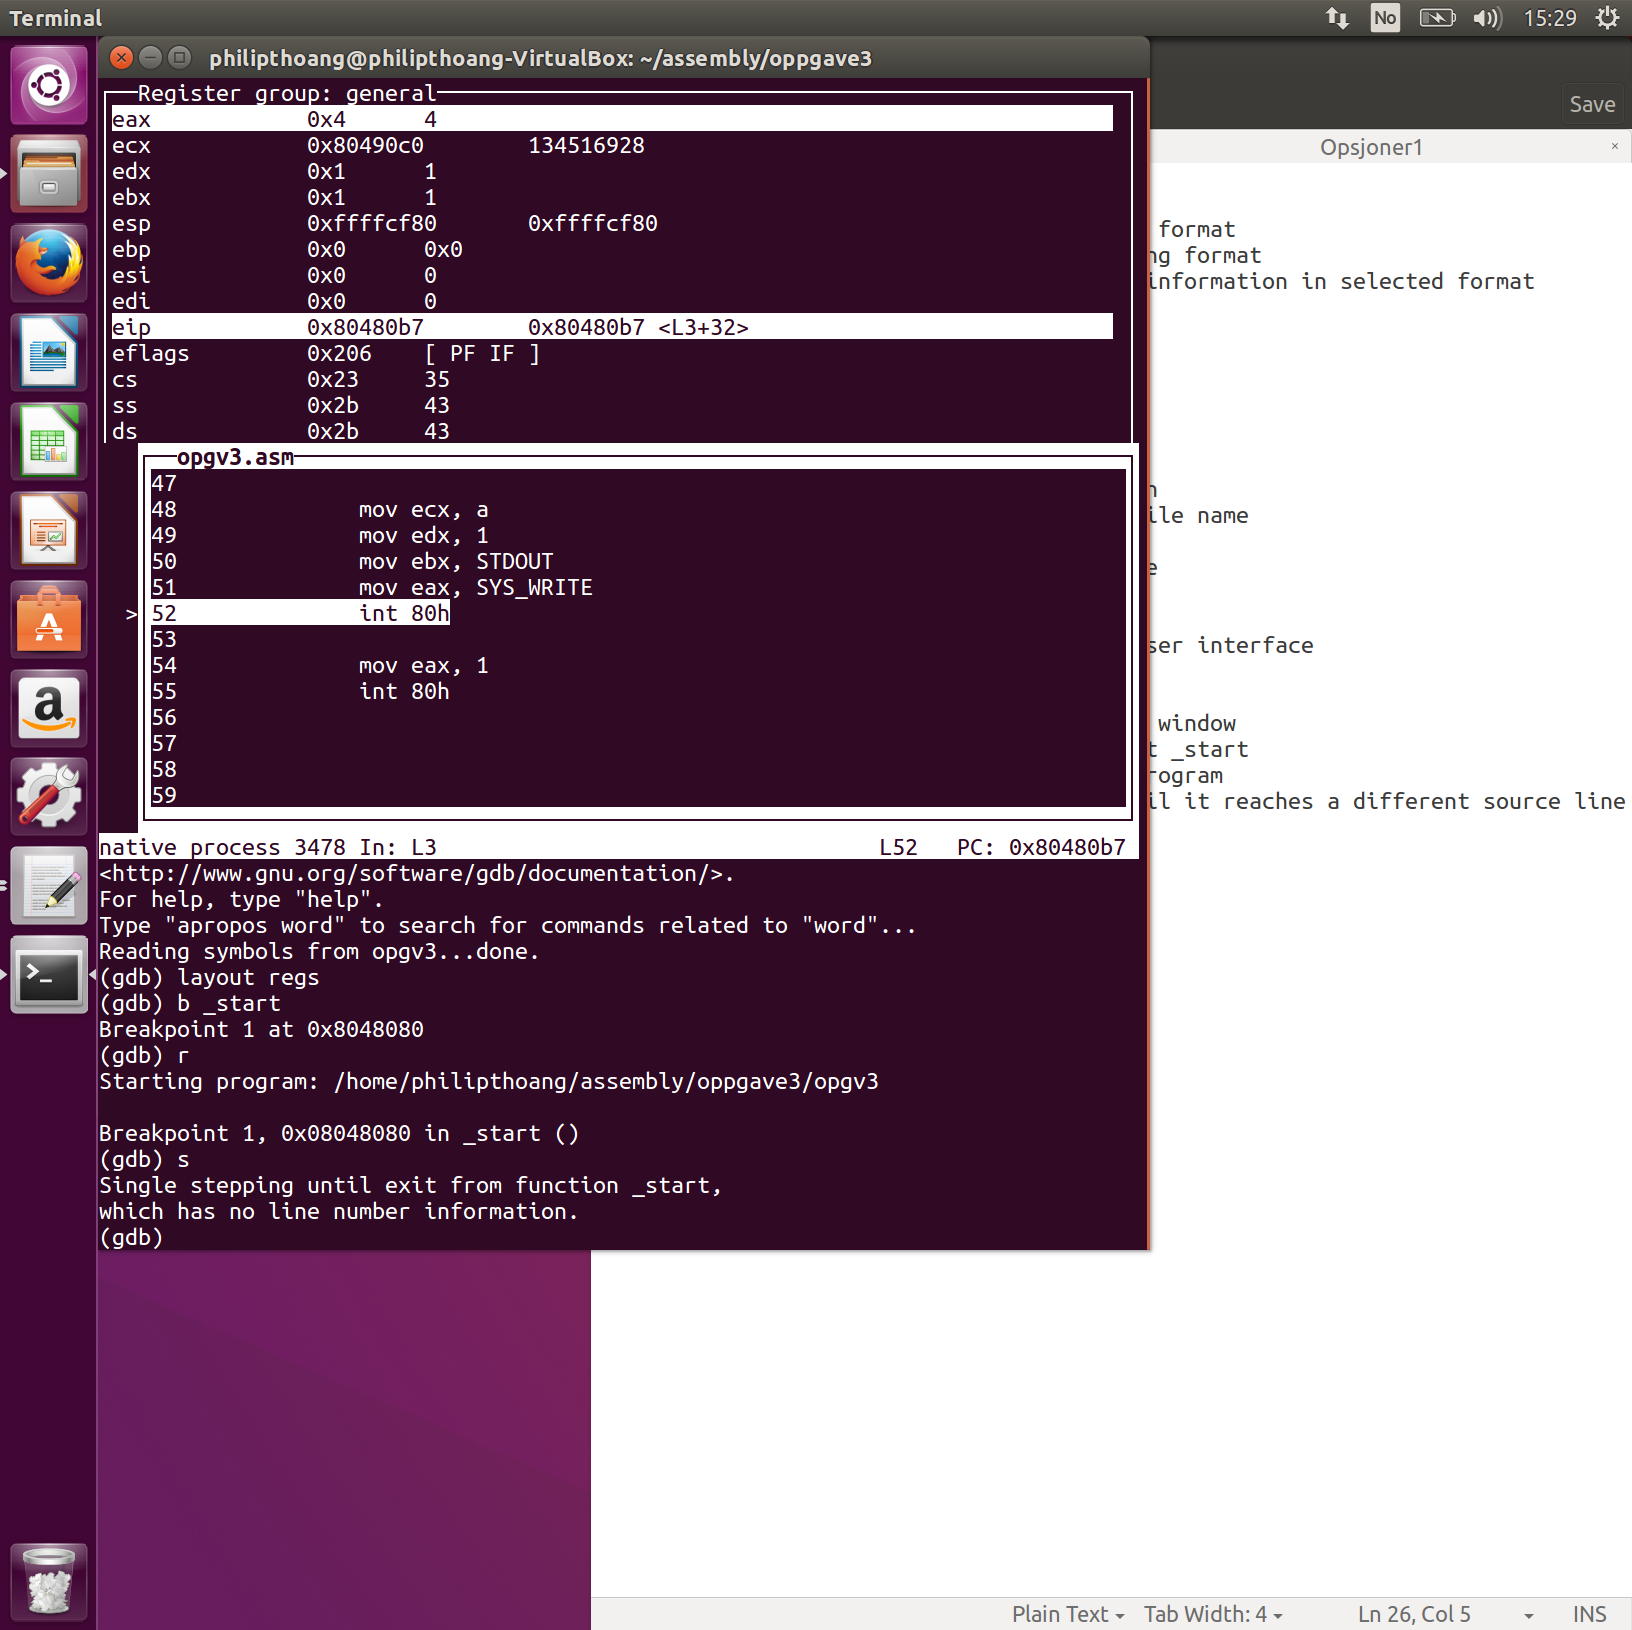 Terminal
No
15:29
philipthoang@philipthoang-VirtualBox: ~/assembly/oppgave3
Save
Opsjoner1
×
Register group: general
eax 0x4 4
ecx 0x80490c0 134516928
edx 0x1 1
ebx 0x1 1
esp 0xffffcf80 0xffffcf80
ebp 0x0 0x0
esi 0x0 0
edi 0x0 0
eip 0x80480b7 0x80480b7 <L3+32>
eflags 0x206 [ PF IF ]
cs 0x23 35
ss 0x2b 43
ds 0x2b 43
opgv3.asm
47
48 mov ecx, a
49 mov edx, 1
50 mov ebx, STDOUT
51 mov eax, SYS_WRITE
> 52 int 80h
53
54 mov eax, 1
55 int 80h
56
57
58
59
native process 3478 In: L3 L52 PC: 0x80480b7
<http://www.gnu.org/software/gdb/documentation/>.
For help, type "help".
Type "apropos word" to search for commands related to "word"...
Reading symbols from opgv3...done.
(gdb) layout regs
(gdb) b _start
Breakpoint 1 at 0x8048080
(gdb) r
Starting program: /home/philipthoang/assembly/oppgave3/opgv3
Breakpoint 1, 0x08048080 in _start ()
(gdb) s
Single stepping until exit from function _start,
which has no line number information.
(gdb)
format
ng format
information in selected format
n
ile name
e
ser interface
window
t _start
rogram
il it reaches a different source line
Plain Text Tab Width: 4 Ln 26, Col 5 INS